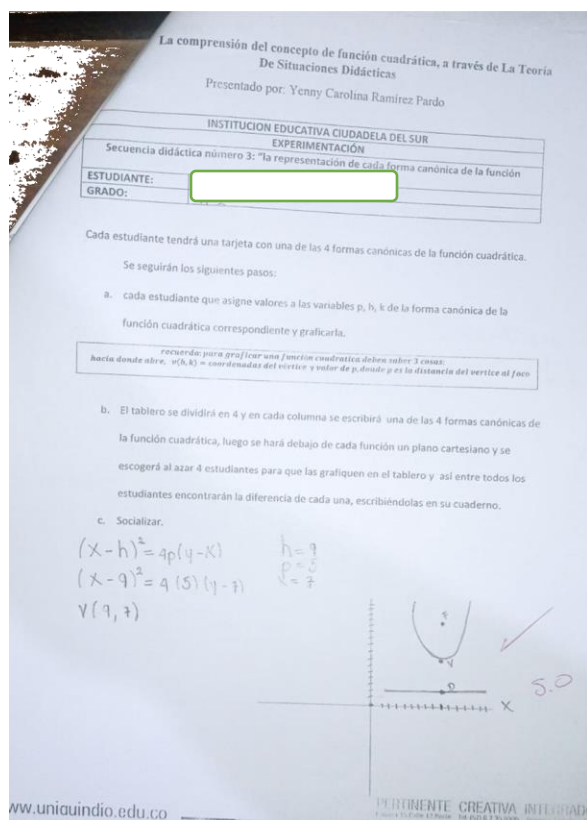 La comprensión del concepto de función cuadrática, a través de La Teoría
De Situaciones Didácticas
Presentado por: Yenny Carolina Ramírez Pardo
INSTITUCION EDUCATIVA CIUDADELA DEL SUR
EXPERIMENTACIÓN
Secuencia didáctica número 3: "la representación de cada forma canónica de la función
ESTUDIANTE:
GRADO:
Cada estudiante tendrá una tarjeta con una de las 4 formas canónicas de la función cuadrática.
Se seguirán los siguientes pasos:
a. cada estudiante que asigne valores a las variables p, h, k de la forma canónica de la
función cuadrática correspondiente y graficarla.
recuerda: para graficar una función cuadratica deben saber 3 cosas:
hacia donde abre, v(h,k) = coordenadas del vértice y valor de p, donde p es la distancia del vertice al foco
b. El tablero se dividirá en 4 y en cada columna se escribirá una de las 4 formas canónicas de
la función cuadrática, luego se hará debajo de cada función un plano cartesiano y se
escogerá al azar 4 estudiantes para que las grafiquen en el tablero y así entre todos los
estudiantes encontrarán la diferencia de cada una, escribiéndolas en su cuaderno.
c. Socializar.
(x-h)²=4p(y-k) h=9
p=5
(x-9)²=4(5)(y-7) k=7
V(9,7)
F
V
D
X
5.0
ww.uniquindio.edu.co
PERTINENTE CREATIVA INTEGRAD